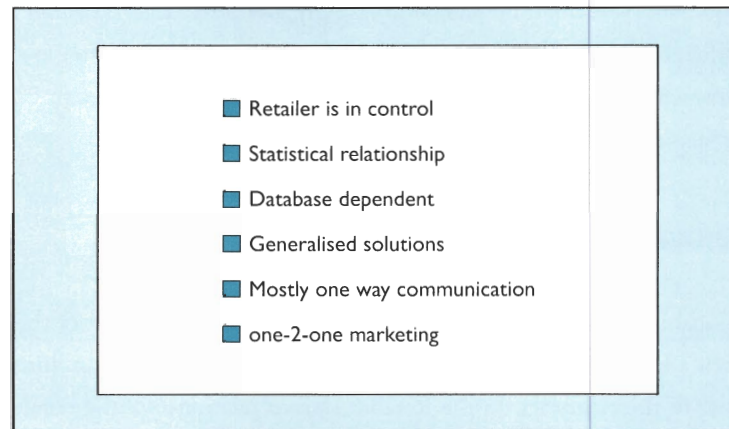 Retailer is in control
Statistical relationship
Database dependent
Generalised solutions
Mostly one way communication
one-2-one marketing